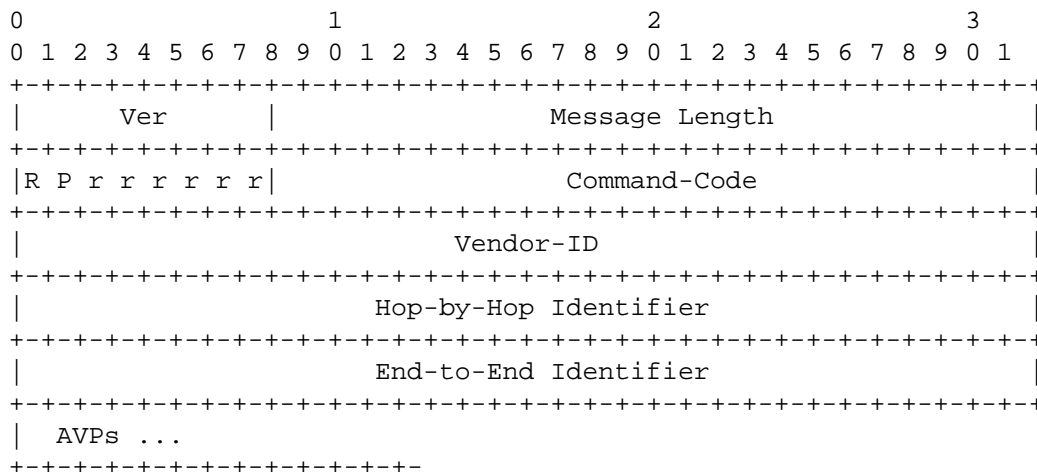 0                   1                   2                   3
0 1 2 3 4 5 6 7 8 9 0 1 2 3 4 5 6 7 8 9 0 1 2 3 4 5 6 7 8 9 0 1
+-+-+-+-+-+-+-+-+-+-+-+-+-+-+-+-+-+-+-+-+-+-+-+-+-+-+-+-+-+-+-+-+
|      Ver      |                 Message Length                |
+-+-+-+-+-+-+-+-+-+-+-+-+-+-+-+-+-+-+-+-+-+-+-+-+-+-+-+-+-+-+-+-+
|R P r r r r r r|                  Command-Code                 |
+-+-+-+-+-+-+-+-+-+-+-+-+-+-+-+-+-+-+-+-+-+-+-+-+-+-+-+-+-+-+-+-+
|                           Vendor-ID                           |
+-+-+-+-+-+-+-+-+-+-+-+-+-+-+-+-+-+-+-+-+-+-+-+-+-+-+-+-+-+-+-+-+
|                      Hop-by-Hop Identifier                    |
+-+-+-+-+-+-+-+-+-+-+-+-+-+-+-+-+-+-+-+-+-+-+-+-+-+-+-+-+-+-+-+-+
|                      End-to-End Identifier                    |
+-+-+-+-+-+-+-+-+-+-+-+-+-+-+-+-+-+-+-+-+-+-+-+-+-+-+-+-+-+-+-+-+
|  AVPs ...
+-+-+-+-+-+-+-+-+-+-+-+-+-